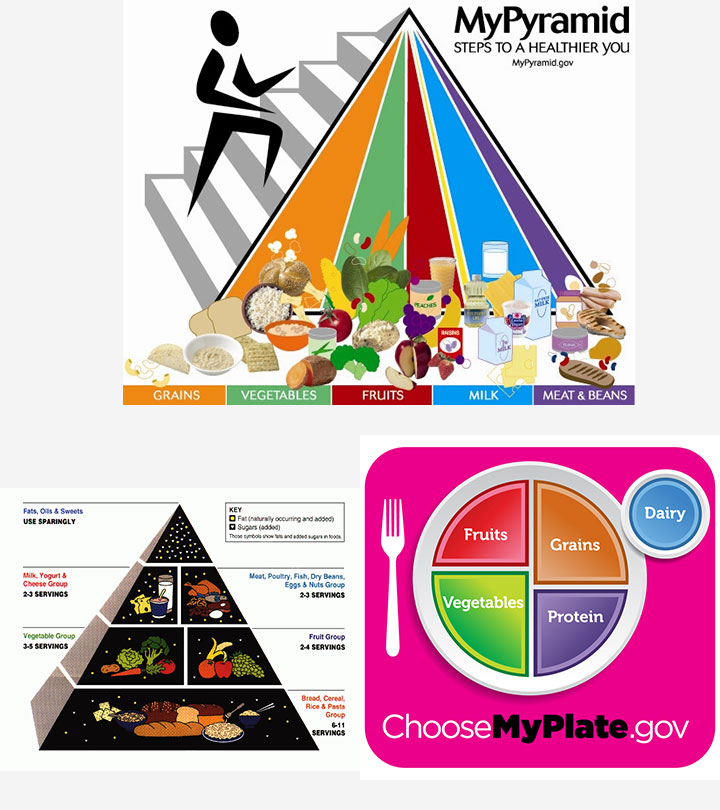 MyPyramid
STEPS TO A HEALTHIER YOU
MyPyramid.gov
PEACHES
RAISINS
MILK
MILK
GRAINS
VEGETABLES
FRUITS
MILK
MEAT & BEANS
Fats, Oils & Sweets
USE SPARINGLY
KEY
Fat (naturally occurring and added)
Sugars (added)
These symbols show fats and added sugars in foods.
Milk, Yogurt &
Cheese Group
2-3 SERVINGS
Meat, Poultry, Fish, Dry Beans,
Eggs & Nuts Group
2-3 SERVINGS
Vegetable Group
3-5 SERVINGS
Fruit Group
2-4 SERVINGS
Bread, Cereal,
Rice & Pasta
Group
6-11
SERVINGS
Fruits
Grains
Dairy
Vegetables
Protein
ChooseMyPlate.gov